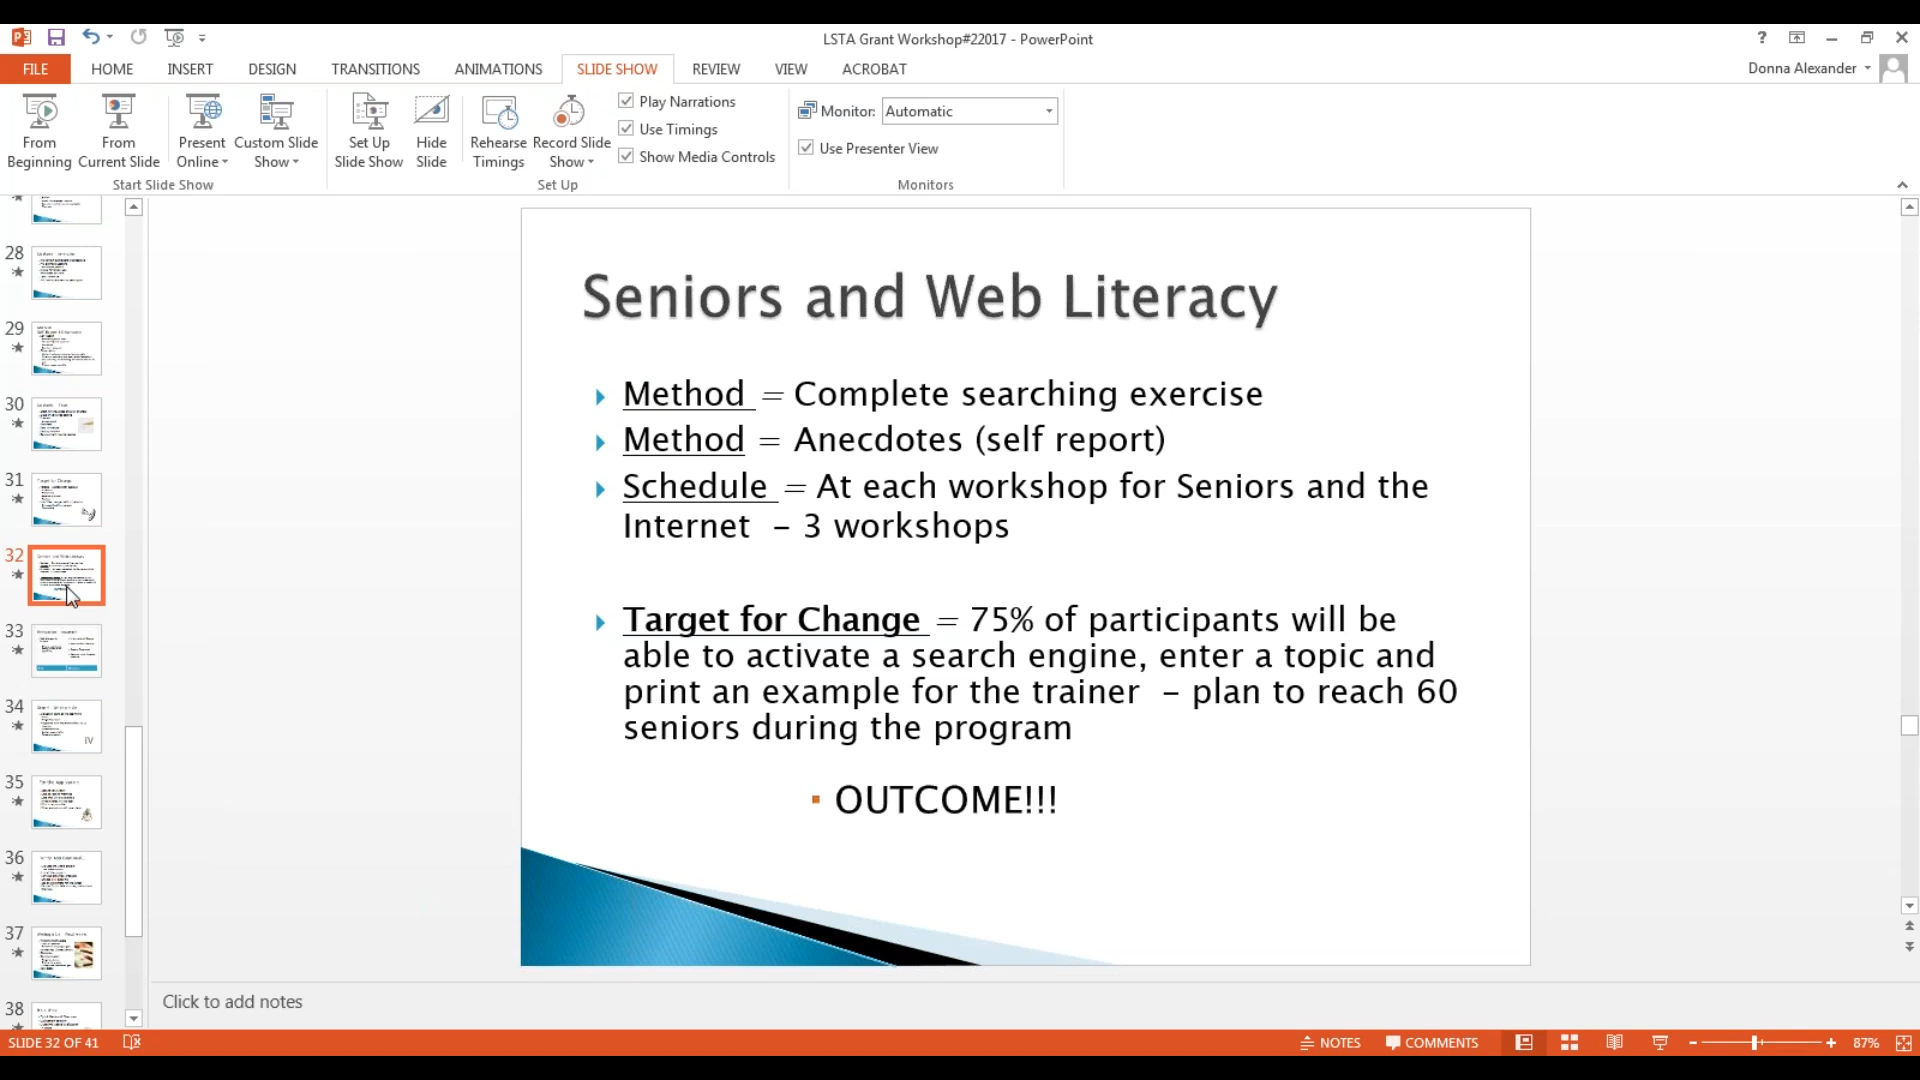 LSTA Grant Workshop#22017 - PowerPoint
?
FILE HOME INSERT DESIGN TRANSITIONS ANIMATIONS SLIDE SHOW REVIEW VIEW ACROBAT
Donna Alexander
From Beginning
From Current Slide
Present Online
Custom Slide Show
Set Up Slide Show
Hide Slide
Rehearse Timings
Record Slide Show
Play Narrations
Use Timings
Show Media Controls
Monitor: Automatic
Use Presenter View
Start Slide Show
Set Up
Monitors
28
29
30
31
32
33
34
35
36
37
38
Seniors and Web Literacy
Method = Complete searching exercise
Method = Anecdotes (self report)
Schedule = At each workshop for Seniors and the
Internet – 3 workshops
Target for Change = 75% of participants will be
able to activate a search engine, enter a topic and
print an example for the trainer – plan to reach 60
seniors during the program
OUTCOME!!!
Click to add notes
SLIDE 32 OF 41
NOTES COMMENTS 87%